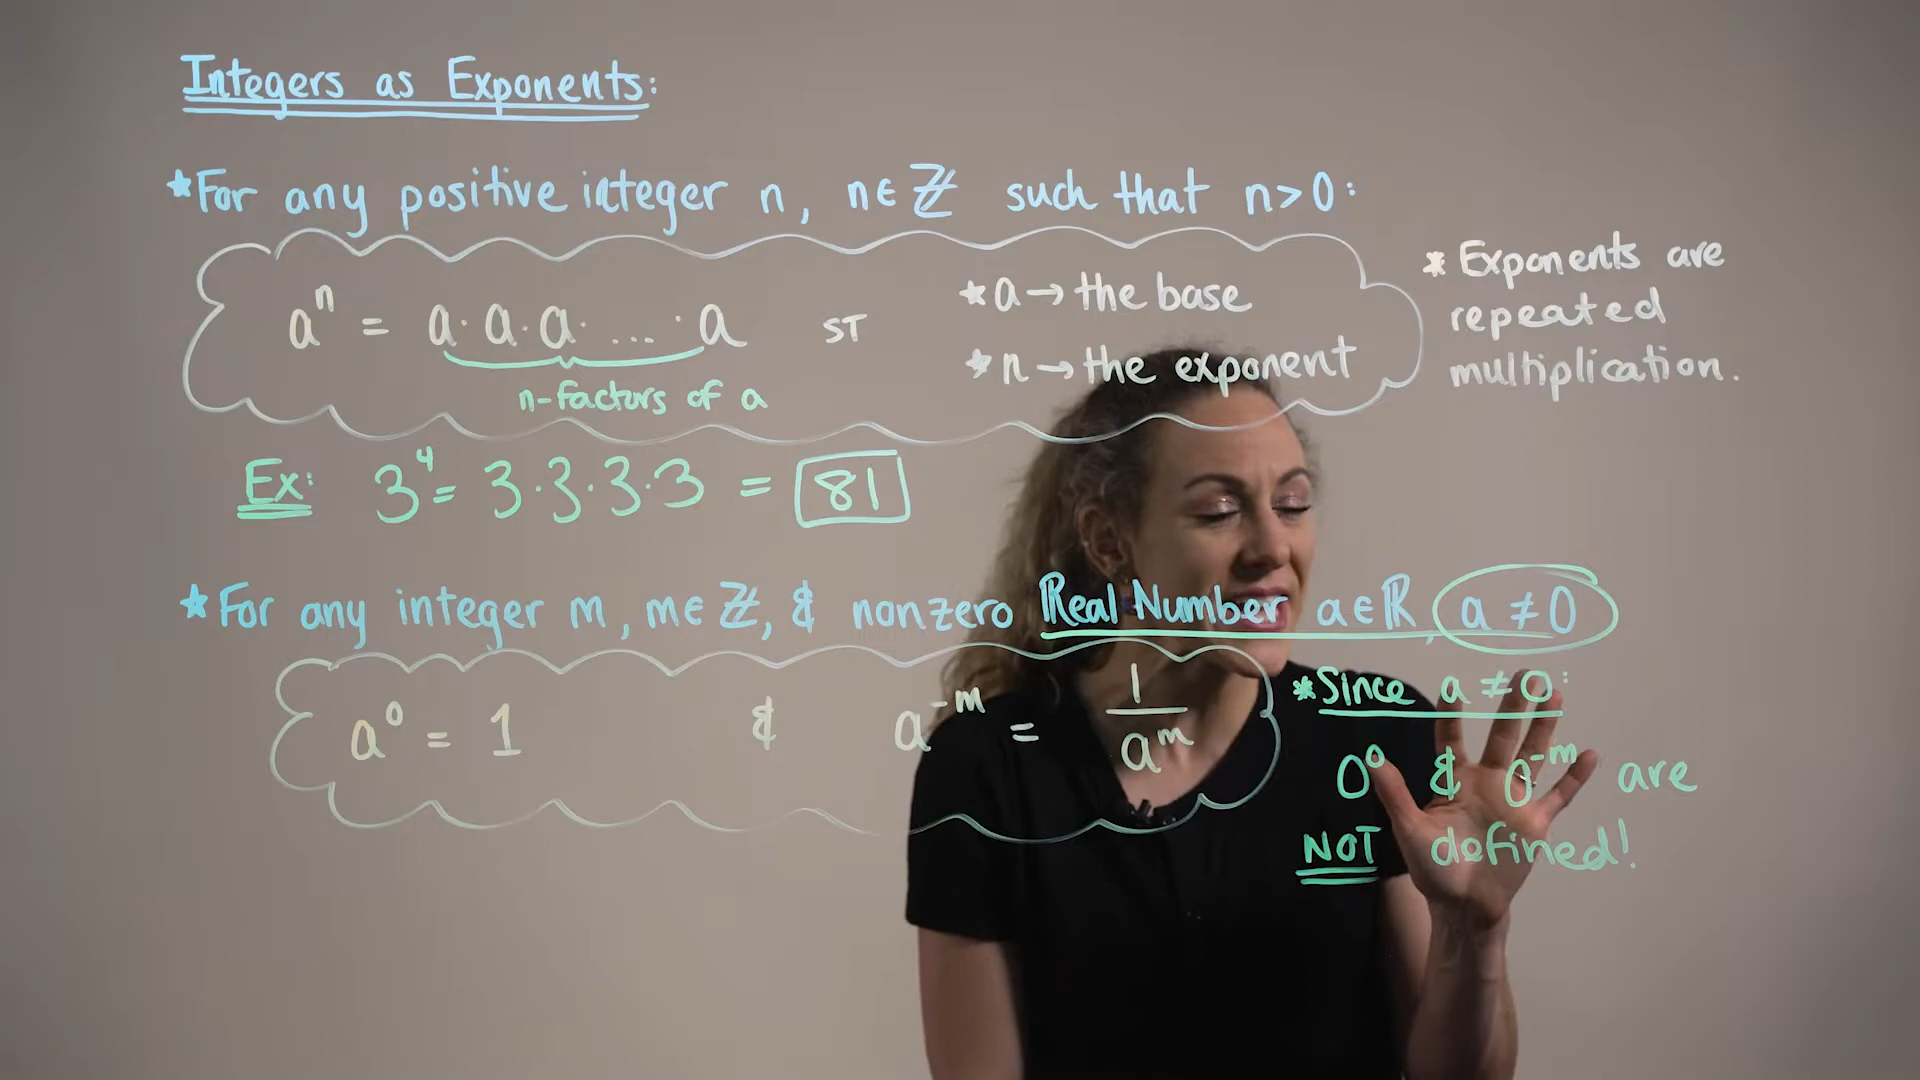 Integers as Exponents:
*For any positive integer n, n∈ℤ such that n>0:
aⁿ = a·a·a· ... ·a ST
n-factors of a
*a→the base
*n→the exponent
* Exponents are
repeated
multiplication.
Ex: 3⁴ = 3·3·3·3 = 81
*For any integer m, m∈ℤ, & nonzero Real Number a∈ℝ, a≠0
a⁰ = 1 & a⁻ᵐ = 1/aᵐ
*Since a≠0:
0⁰ & 0⁻ᵐ are
NOT defined!